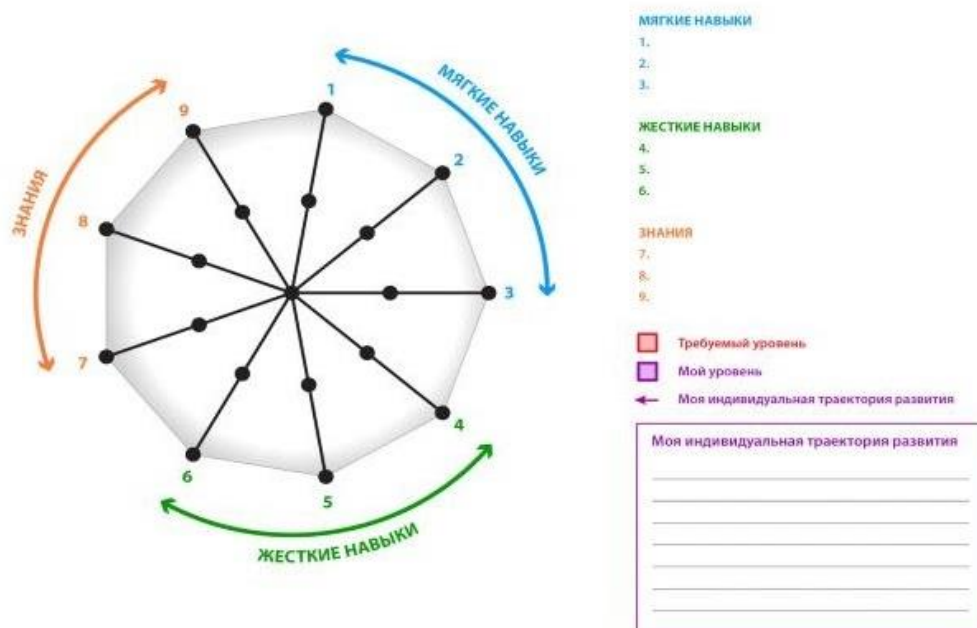 1
2
3
4
5
6
7
8
9
МЯГКИЕ НАВЫКИ
ЖЕСТКИЕ НАВЫКИ
ЗНАНИЯ
МЯГКИЕ НАВЫКИ
1.
2.
3.
ЖЕСТКИЕ НАВЫКИ
4.
5.
6.
ЗНАНИЯ
7.
8.
9.
Требуемый уровень
Мой уровень
Моя индивидуальная траектория развития
Моя индивидуальная траектория развития